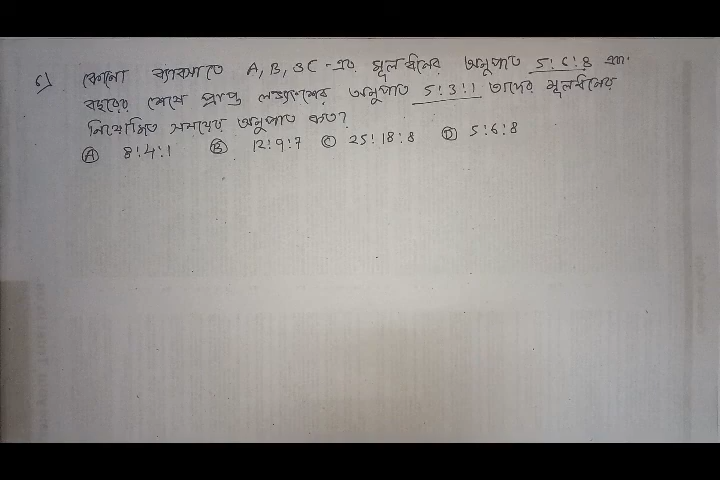 6) কোনো ব্যাবসাতে A, B, ও C-এর মূলধনের অনুপাত 5:6:8 এবং
বছরের শেষে প্রাপ্ত লভ্যাংশের অনুপাত 5:3:1 তাদের মূলধনের
নিয়োজিত সময়ের অনুপাত কত?
Ⓐ 8:4:1 Ⓑ 12:9:7 Ⓒ 25:18:8 Ⓓ 5:6:8